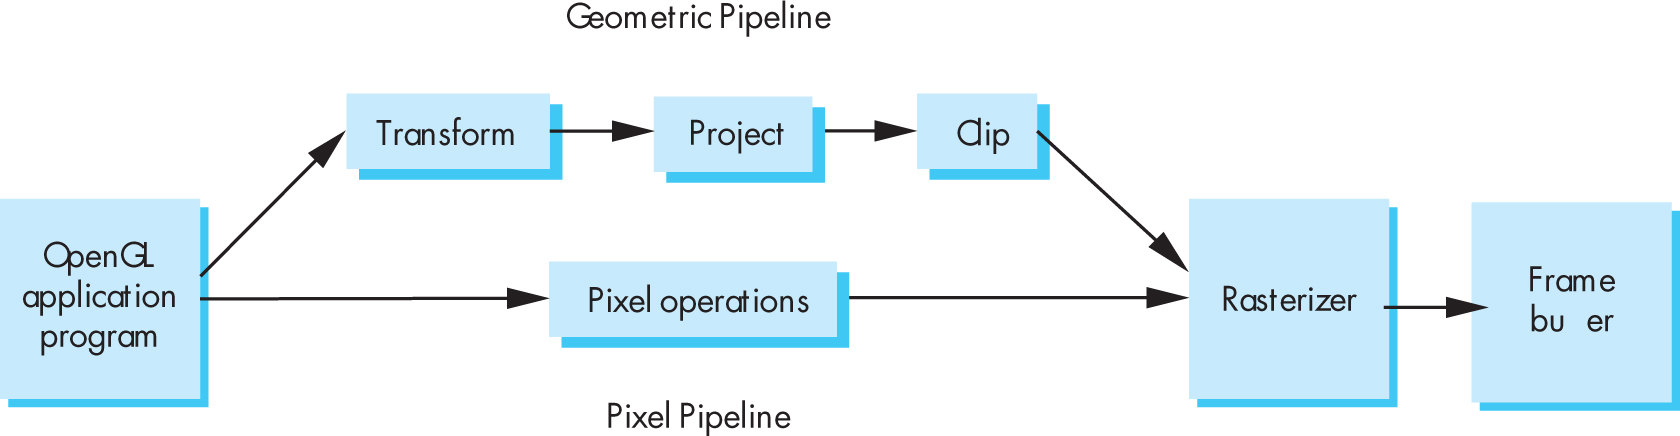 Geometric Pipeline
Transform
Project
Clip
OpenGL
application
program
Pixel operations
Rasterizer
Frame
bu er
Pixel Pipeline